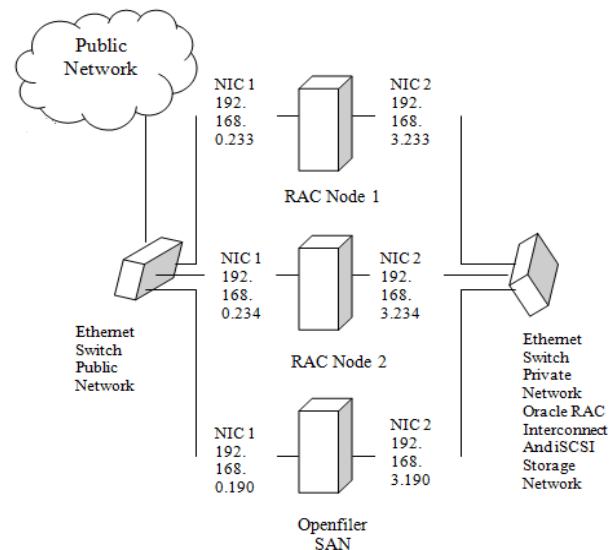 Public
Network
NIC 1
192.
168.
0.233
NIC 2
192.
168.
3.233
RAC Node 1
NIC 1
192.
168.
0.234
NIC 2
192.
168.
3.234
RAC Node 2
Ethernet
Switch
Public
Network
Ethernet
Switch
Private
Network
Oracle RAC
Interconnect
And iSCSI
Storage
Network
NIC 1
192.
168.
0.190
NIC 2
192.
168.
3.190
Openfiler
SAN